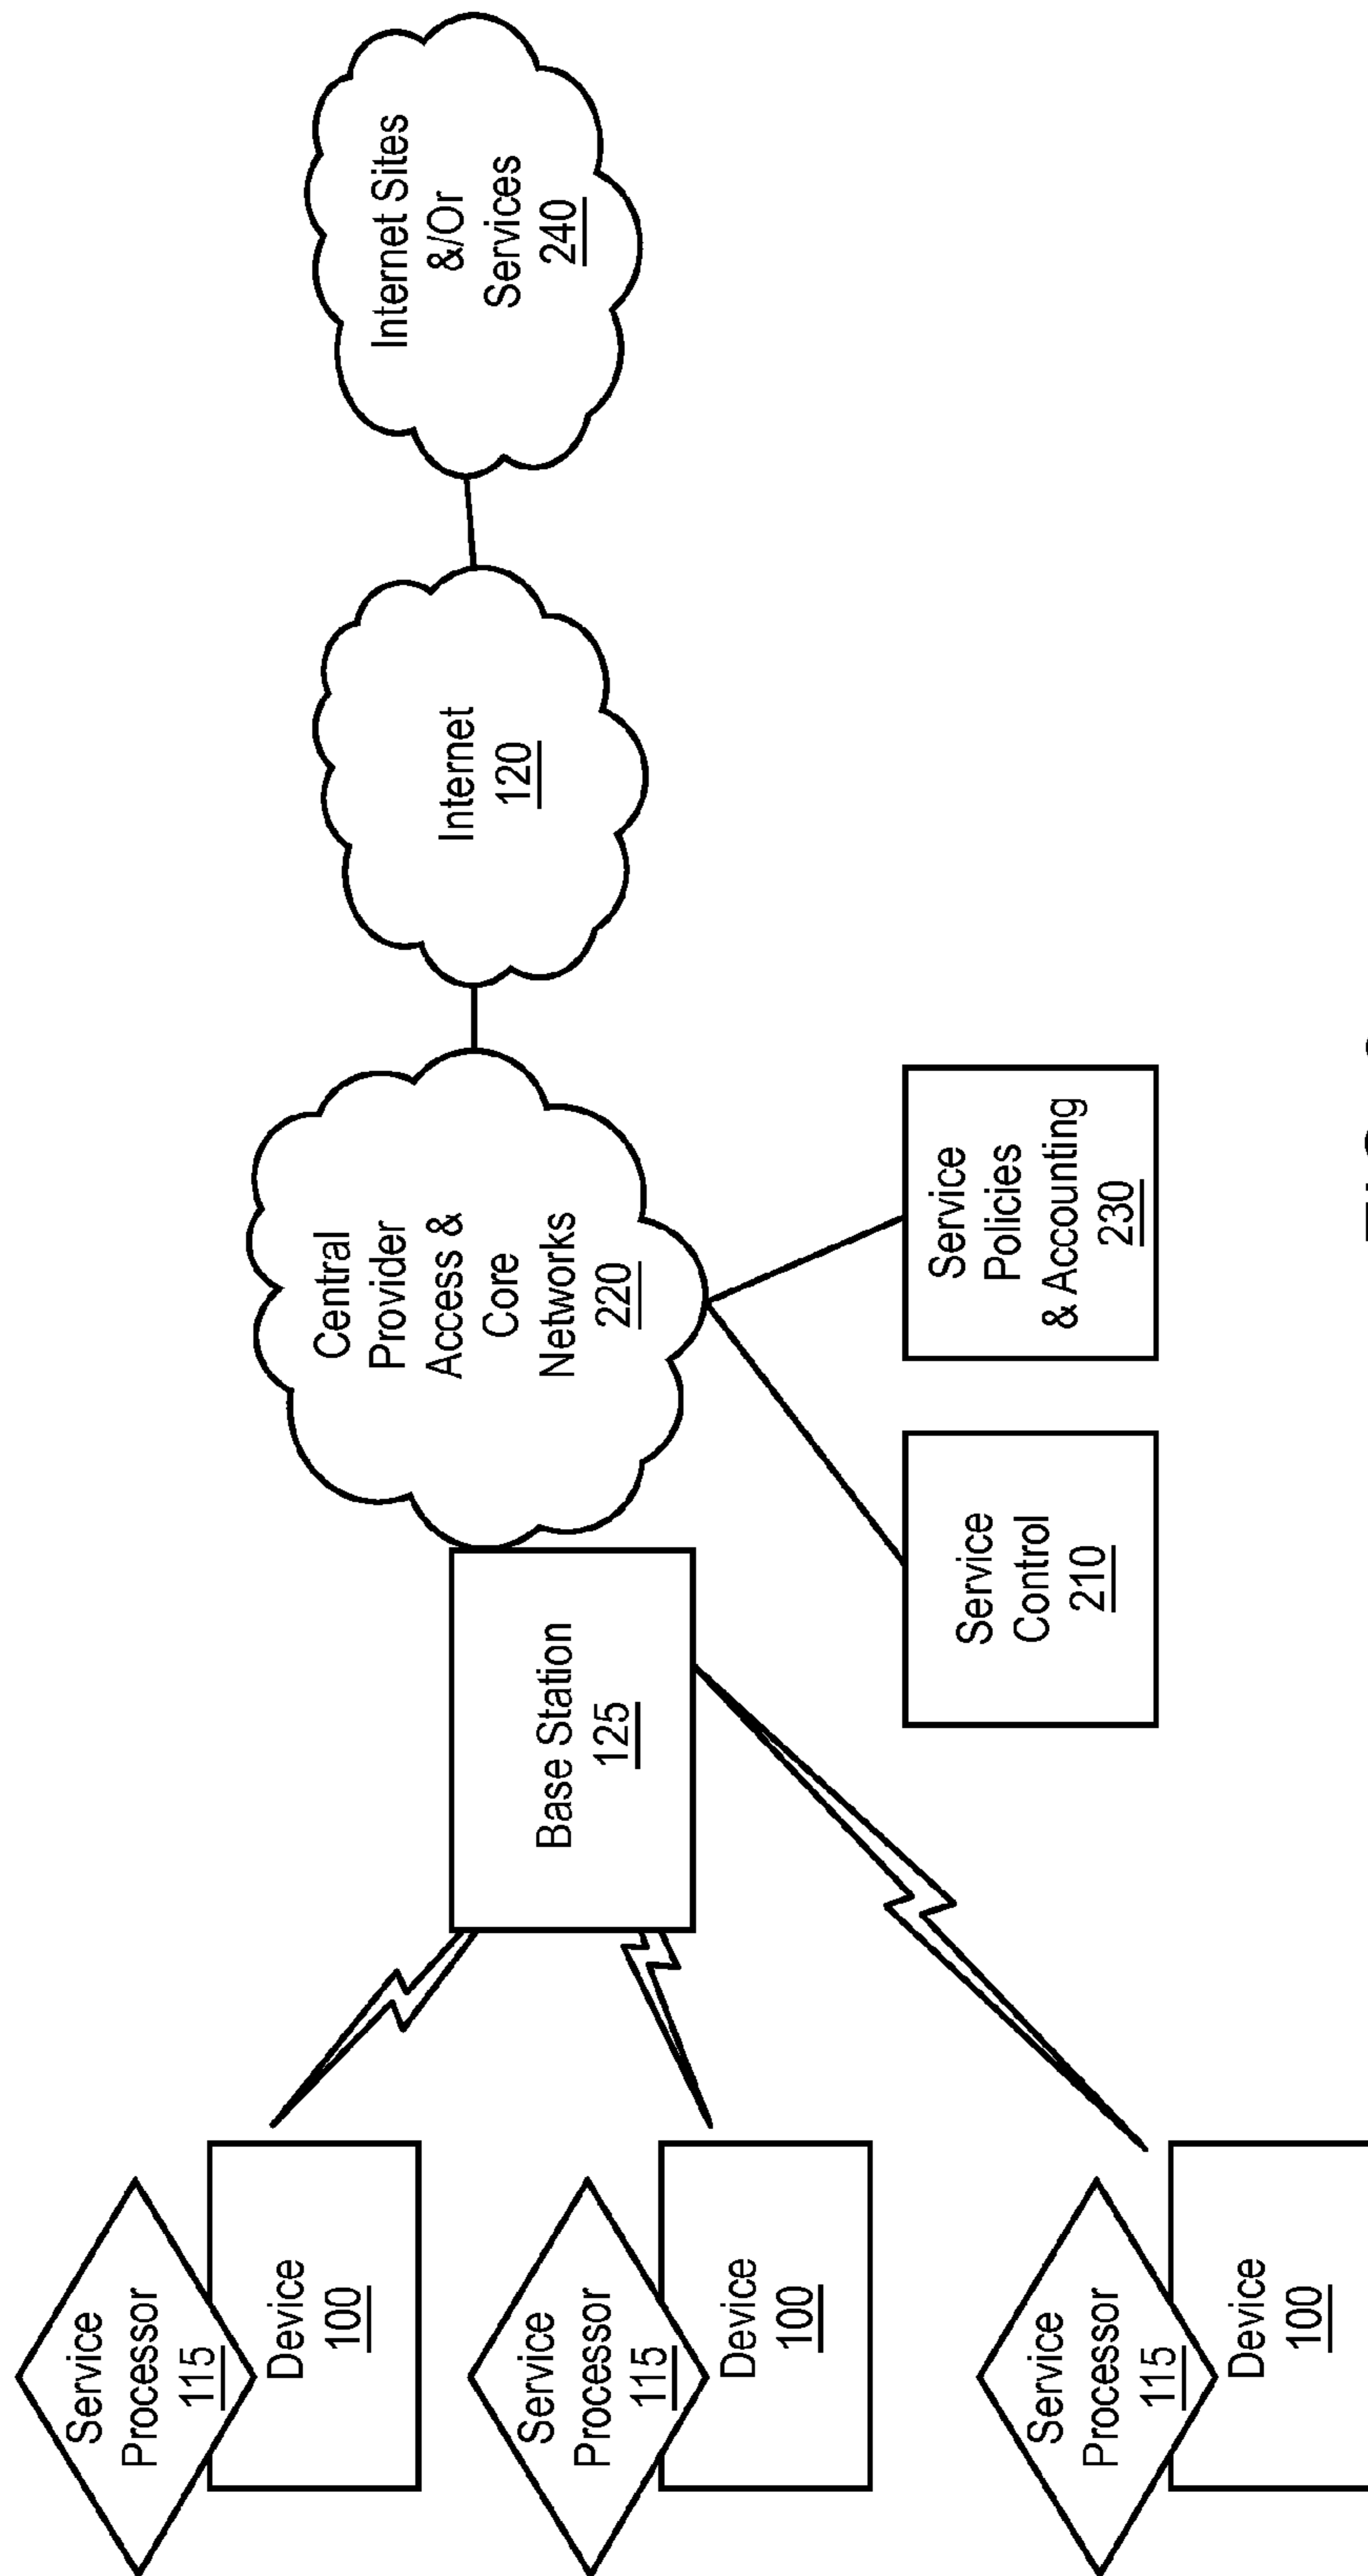 Service
Processor
115
Device
100
Service
Processor
115
Device
100
Service
Processor
115
Device
100
Base Station
125
Central
Provider
Access &
Core
Networks
220
Service
Control
210
Service
Policies
& Accounting
230
Internet
120
Internet Sites
&/Or
Services
240